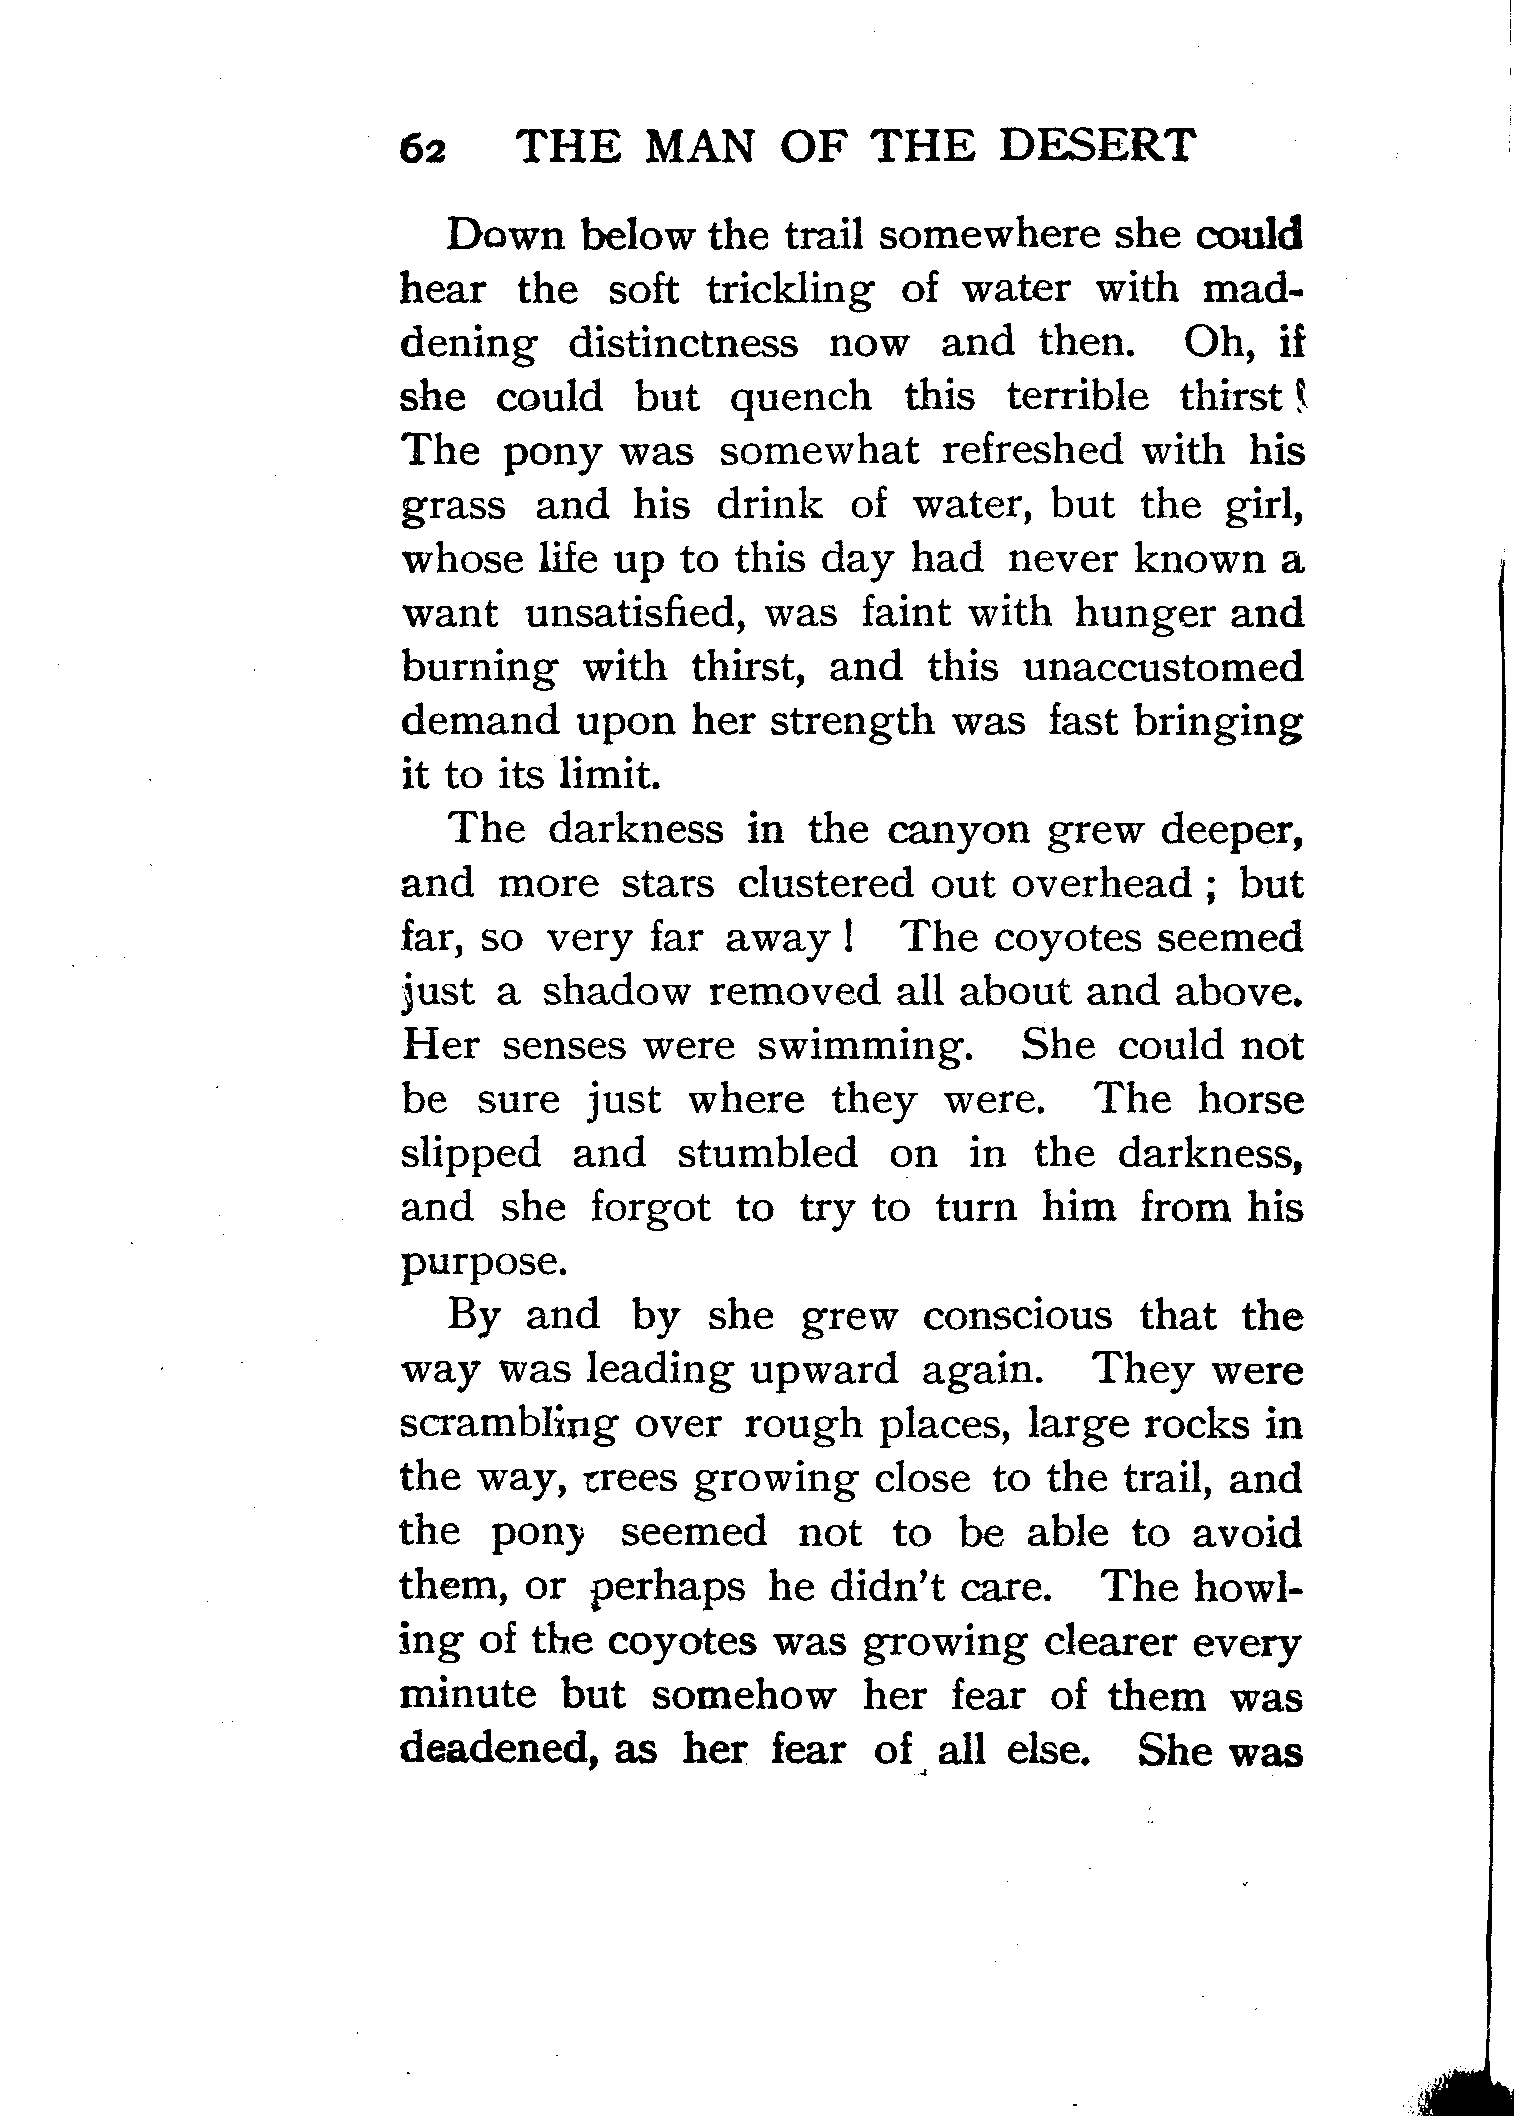 62 THE MAN OF THE DESERT
Down below the trail somewhere she could
hear the soft trickling of water with mad-
dening distinctness now and then. Oh, if
she could but quench this terrible thirst!
The pony was somewhat refreshed with his
grass and his drink of water, but the girl,
whose life up to this day had never known a
want unsatisfied, was faint with hunger and
burning with thirst, and this unaccustomed
demand upon her strength was fast bringing
it to its limit.
The darkness in the canyon grew deeper,
and more stars clustered out overhead; but
far, so very far away! The coyotes seemed
just a shadow removed all about and above.
Her senses were swimming. She could not
be sure just where they were. The horse
slipped and stumbled on in the darkness,
and she forgot to try to turn him from his
purpose.
By and by she grew conscious that the
way was leading upward again. They were
scrambling over rough places, large rocks in
the way, trees growing close to the trail, and
the pony seemed not to be able to avoid
them, or perhaps he didn't care. The howl-
ing of the coyotes was growing clearer every
minute but somehow her fear of them was
deadened, as her fear of all else. She was